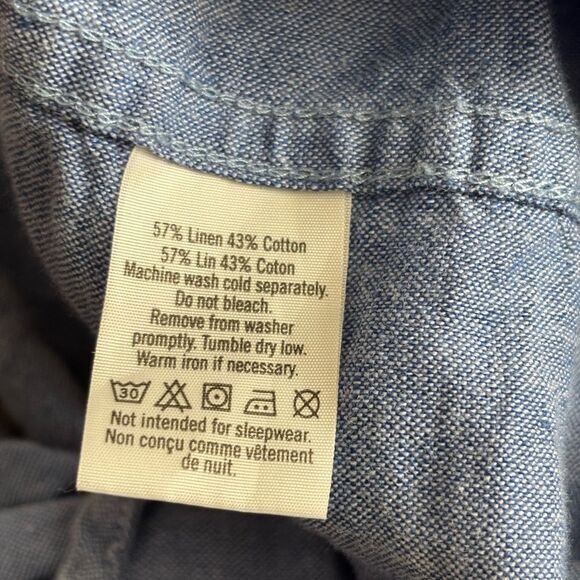 57% Linen 43% Cotton
57% Lin 43% Coton
Machine wash cold separately.
Do not bleach.
Remove from washer
promptly. Tumble dry low.
Warm iron if necessary.
30
Not intended for sleepwear.
Non conçu comme vêtement
de nuit.